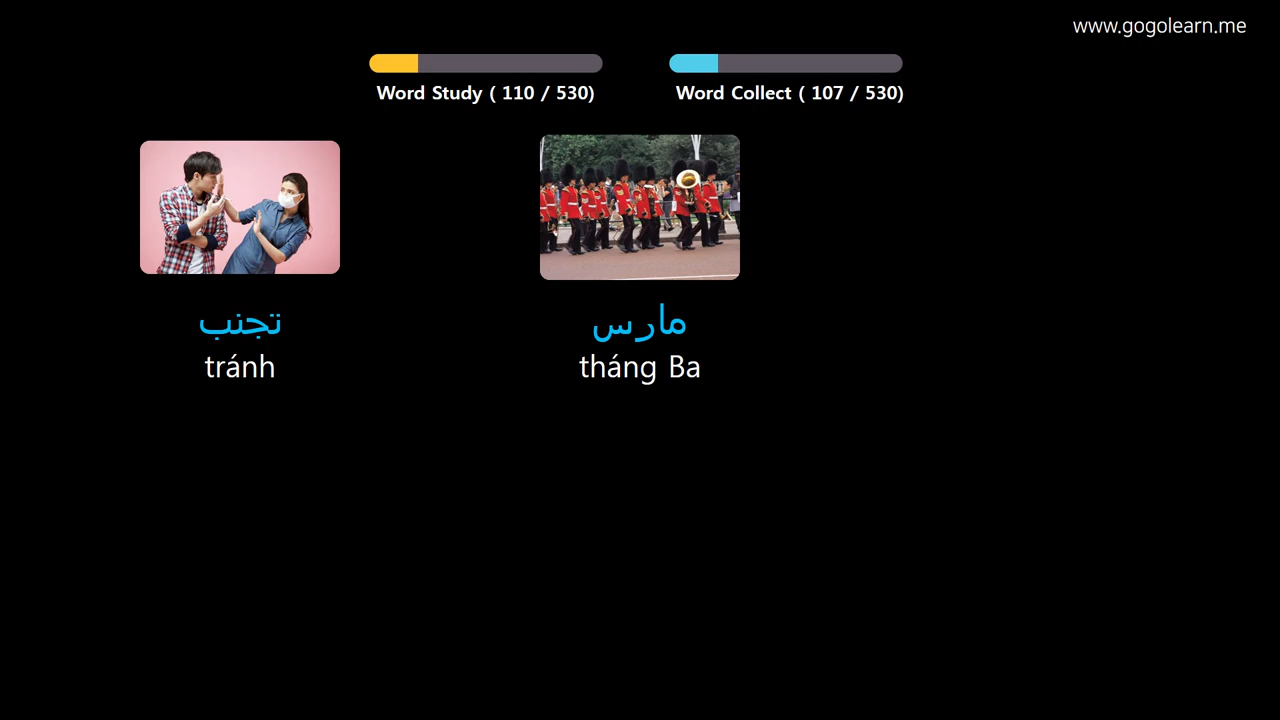 www.gogolearn.me
Word Study ( 110 / 530)
Word Collect ( 107 / 530)
تجنب
tránh
مارس
tháng Ba